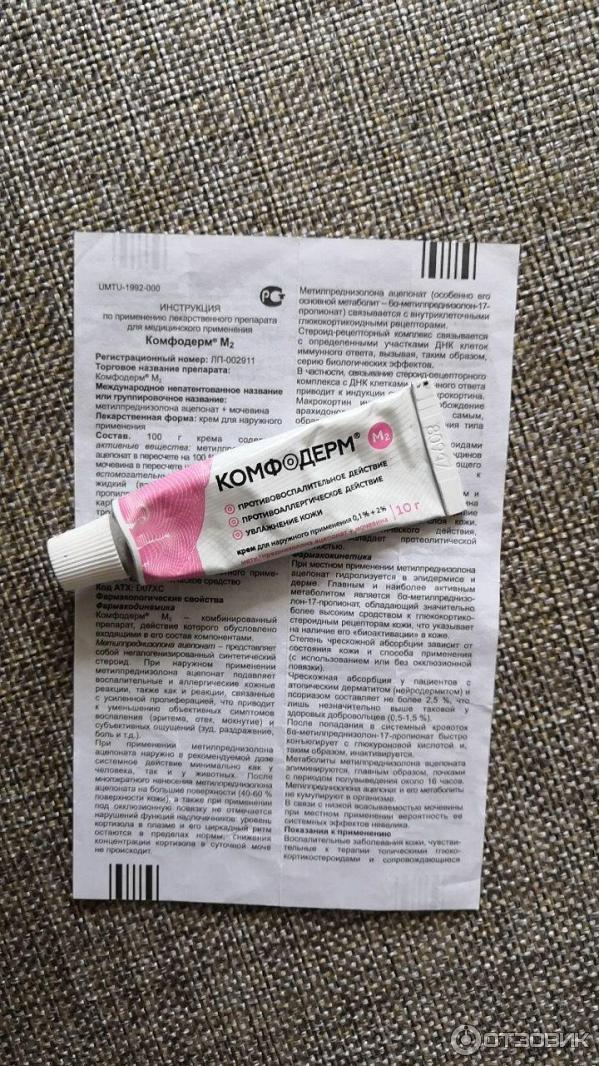 UMTU-1992-000
РСТ
ИНСТРУКЦИЯ
по применению лекарственного препарата
для медицинского применения
Комфодерм® М₂
Регистрационный номер: ЛП-002911
Торговое название препарата:
Комфодерм® М₂
Международное непатентованное название
или группировочное название:
метилпреднизолона ацепонат + мочевина
Лекарственная форма: крем для наружного
применения
Состав. 100 г крема
активные вещества:
ацепонат в пересчете на 100
мочевина в пересчете
жидкий
Код АТХ: D07XC
Фармакологические свойства
Фармакодинамика
Комфодерм® М₂ – комбинированный
препарат, действие которого обусловлено
входящими в его состав компонентами.
Метилпреднизолона ацепонат – представляет
собой негалогенизированный синтетический
стероид. При наружном применении
метилпреднизолона ацепонат подавляет
воспалительные и аллергические кожные
реакции, также как и реакции, связанные
с усиленной пролиферацией, что приводит
к уменьшению объективных симптомов
воспаления (эритема, отек, мокнутие) и
субъективных ощущений (зуд, раздражение,
боль и т.д.).
При применении метилпреднизолона
ацепоната наружно в рекомендуемой дозе
системное действие минимально как у
человека, так и у животных. После
многократного нанесения метилпреднизолона
ацепоната на большие поверхности (40-60 %
поверхности кожи), а также при применении
под окклюзионную повязку не отмечается
нарушений функций надпочечников: уровень
кортизола в плазме и его циркадный ритм
остаются в пределах нормы, снижения
концентрации кортизола в суточной моче
не происходит.
Метилпреднизолона ацепонат (особенно его
основной метаболит – 6α-метилпреднизолон-17-
пропионат) связывается с внутриклеточными
глюкокортикоидными рецепторами.
Стероид-рецепторный комплекс связывается
с определенными участками ДНК клеток
иммунного ответа, вызывая, таким образом,
серию биологических эффектов.
В частности, связывание стероид-рецепторного
комплекса с ДНК клетками ответа
приводит к индукции
Макрокортин
самым,
типа
протеолитической
Фармакокинетика
При местном применении метилпреднизолона
ацепонат гидролизуется в эпидермисе и
дерме. Главным и наиболее активным
метаболитом является 6α-метилпреднизо-
лон-17-пропионат, обладающий значительно
более высоким сродством к глюкокортико-
стероидным рецепторам кожи, что указывает
на наличие его «биоактивации» в коже.
Степень чрескожной абсорбции зависит от
состояния кожи и способа применения
(с использованием или без окклюзионной
повязки).
Чрескожная абсорбция у пациентов с
атопическим дерматитом (нейродермитом) и
псориазом составляет не более 2,5 %, что
лишь незначительно выше таковой у
здоровых добровольцев (0,5-1,5 %).
После попадания в системный кровоток
6α-метилпреднизолон-17-пропионат быстро
конъюгирует с глюкуроновой кислотой и,
таким образом, инактивируется.
Метаболиты метилпреднизолона ацепоната
элиминируются, главным образом, почками
с периодом полувыведения около 16 часов.
Метилпреднизолона ацепонат и его метаболиты
не кумулируют в организме.
В связи с низкой всасываемостью мочевины
при местном применении вероятность ее
системных эффектов невелика.
Показания к применению
Воспалительные заболевания кожи, чувстви-
тельные к терапии топическими глюко-
кортикостероидами и сопровождающиеся
КОМФОДЕРМ® М2
ПРОТИВОВОСПАЛИТЕЛЬНОЕ ДЕЙСТВИЕ
ПРОТИВОАЛЛЕРГИЧЕСКОЕ ДЕЙСТВИЕ
УВЛАЖНЕНИЕ КОЖИ
крем для наружного применения 0,1% + 2%
метилпреднизолона ацепонат + мочевина
10 г
ОТЗОВИК